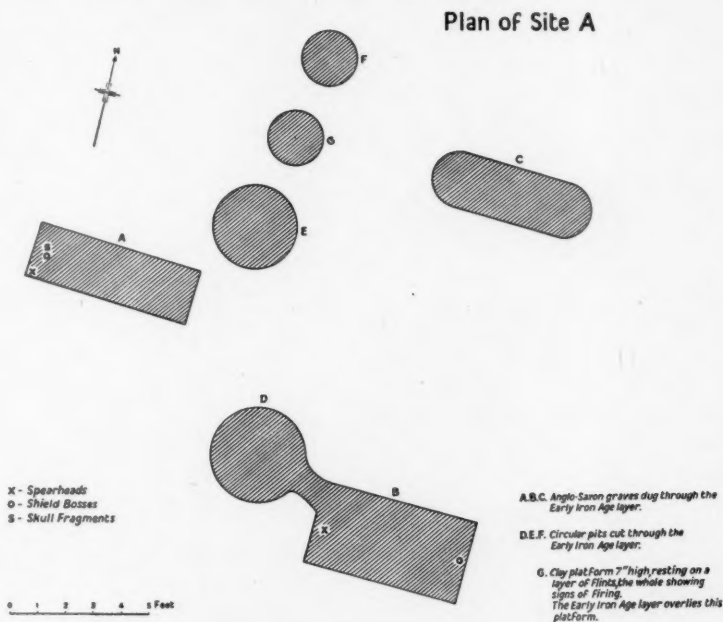 Plan of Site A
N
F
G
C
E
A
S
O
X
D
B
X
O
X - Spearheads
O - Shield Bosses
S - Skull Fragments
0 1 2 3 4 5 Feet
A.B.C. Anglo-Saxon graves dug through the
Early Iron Age layer.
D.E.F. Circular pits cut through the
Early Iron Age layer.
G. Clay platform 7" high, resting on a
layer of flints, the whole showing
signs of firing.
The Early Iron Age layer overlies this
platform.